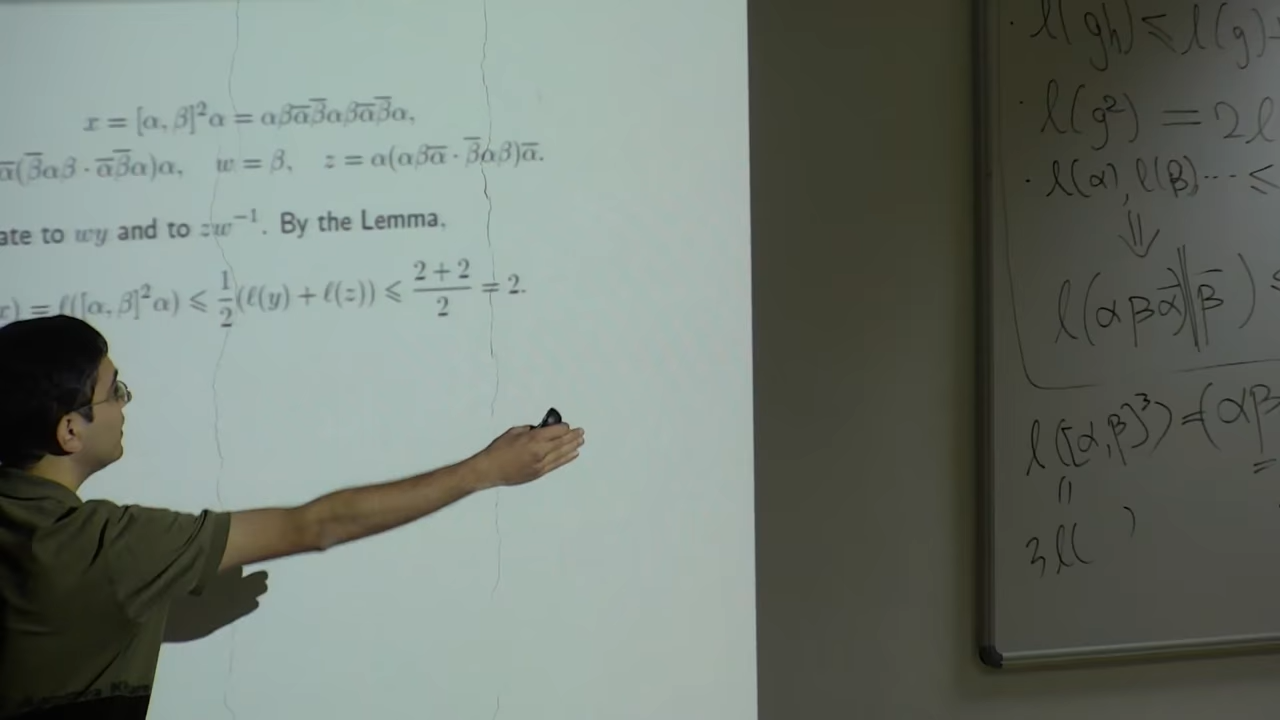 x = [α, β]²α = αβᾱβ̄αβᾱβ̄α,
ᾱ(β̄αβ · ᾱβ̄α)α, w = β, z = α(αβᾱ · β̄αβ)ᾱ.
ate to wy and to zw⁻¹. By the Lemma,
x) = ℓ([α, β]²α) ⩽ 1/2 (ℓ(y) + ℓ(z)) ⩽ (2 + 2)/2 = 2.
· l(gh) ≤ l(g) +
· l(g²) = 2l
· l(α), l(β)··· ≤
⇓
l(αβᾱ‖β̄) ≤
l([α,β]³) = (αβ
=
||
3l( )